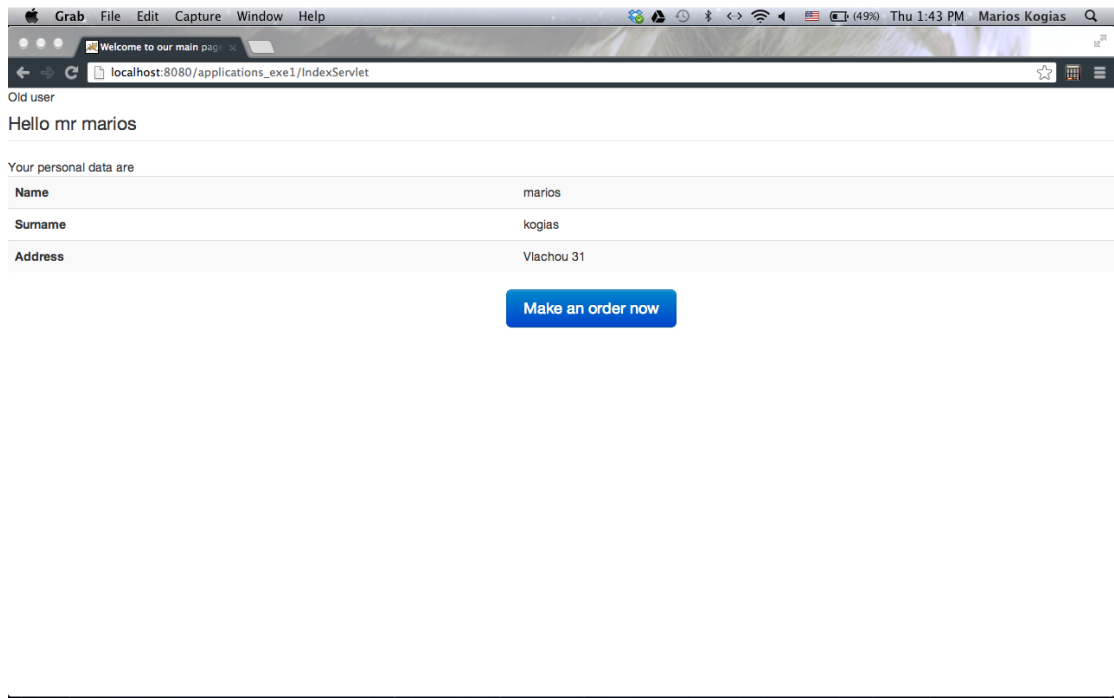 Grab File Edit Capture Window Help (49%) Thu 1:43 PM Marios Kogias
Welcome to our main page
localhost:8080/applications_exe1/IndexServlet
Old user
Hello mr marios
Your personal data are
Name marios
Surname kogias
Address Vlachou 31
Make an order now